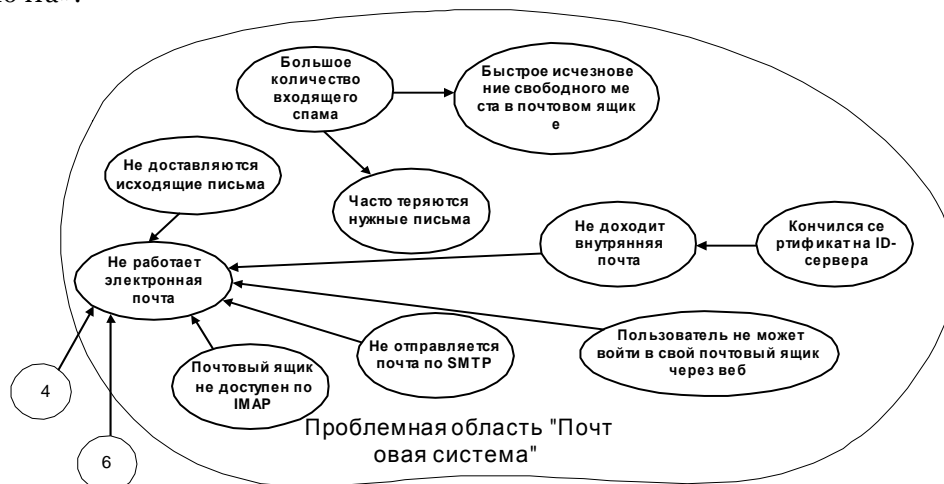 Большое
количество
входящего
спама
Быстрое исчезнове
ние свободного ме
ста в почтовом ящик
е
Не доставляются
исходящие письма
Часто теряются
нужные письма
Не доходит
внутрянняя
почта
Кончился се
ртификат на ID-
сервера
Не работает
электронная
почта
Почтовый ящик
не доступен по
IMAP
Не отправляется
почта по SMTP
Пользователь не может
войти в свой почтовый ящик
через веб
4
6
Проблемная область "Почт
овая система"